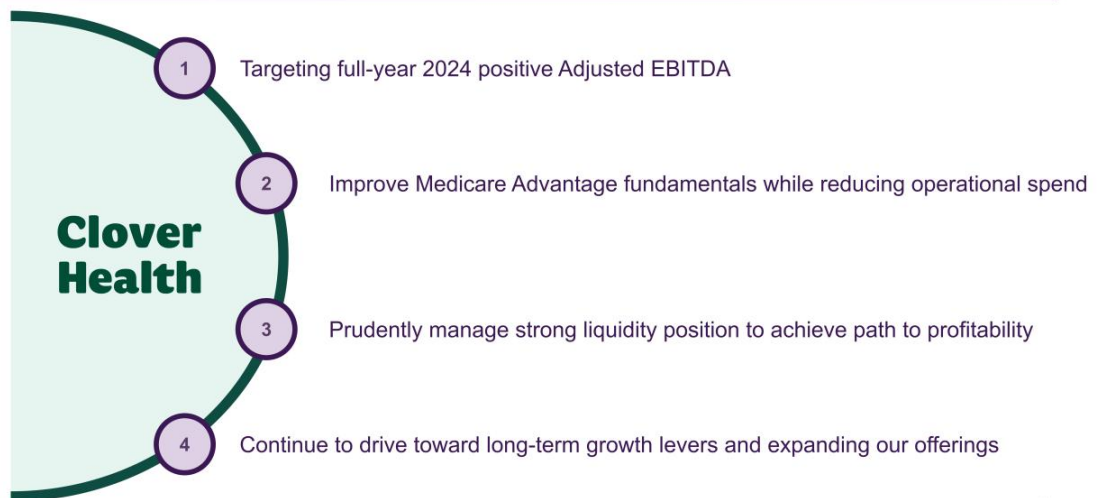 1
Targeting full-year 2024 positive Adjusted EBITDA
2
Improve Medicare Advantage fundamentals while reducing operational spend
Clover
Health
3
Prudently manage strong liquidity position to achieve path to profitability
4
Continue to drive toward long-term growth levers and expanding our offerings